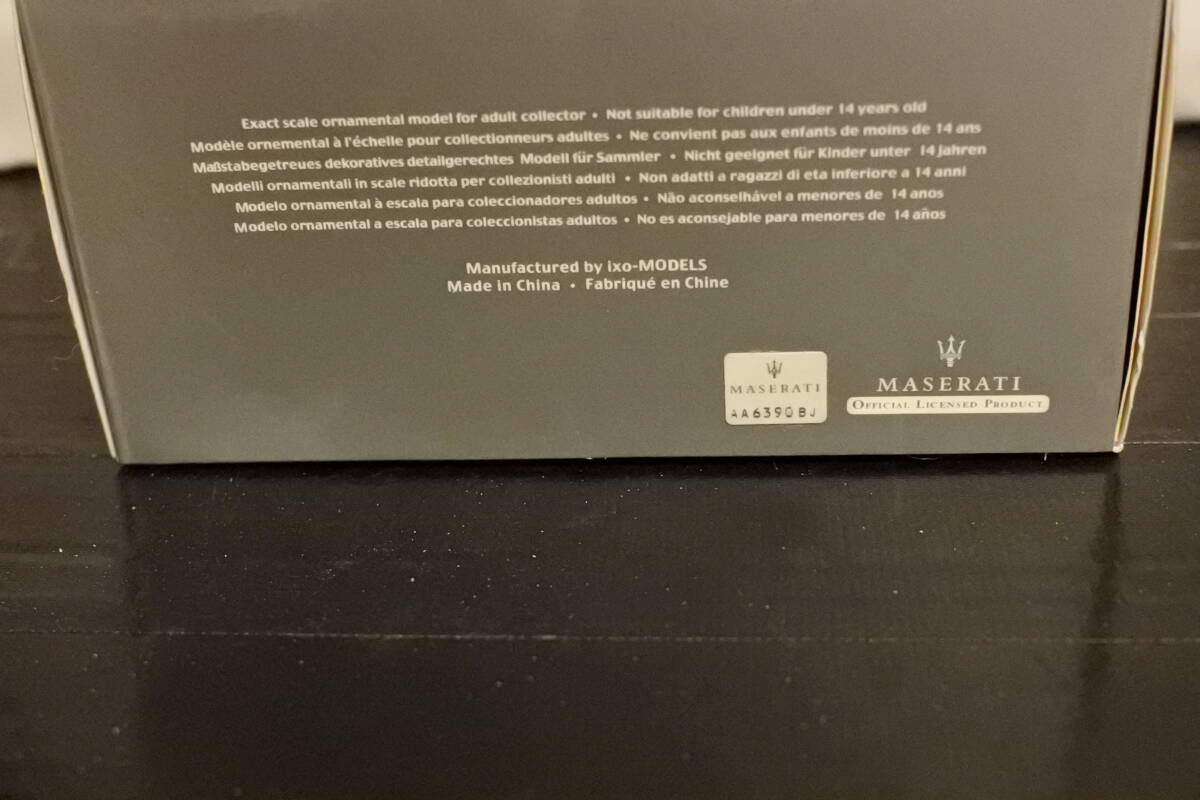 Exact scale ornamental model for adult collector • Not suitable for children under 14 years old
Modèle ornemental à l'échelle pour collectionneurs adultes • Ne convient pas aux enfants de moins de 14 ans
Maßstabegetreues dekoratives detailgerechtes Modell für Sammler • Nicht geeignet für Kinder unter 14 Jahren
Modelli ornamentali in scale ridotta per collezionisti adulti • Non adatti a ragazzi di eta inferiore a 14 anni
Modelo ornamental à escala para coleccionadores adultos • Não aconselhável a menores de 14 anos
Modelo ornamental a escala para coleccionistas adultos • No es aconsejable para menores de 14 años
Manufactured by ixo-MODELS
Made in China • Fabriqué en Chine
MASERATI
AA6390BJ
MASERATI
OFFICIAL LICENSED PRODUCT